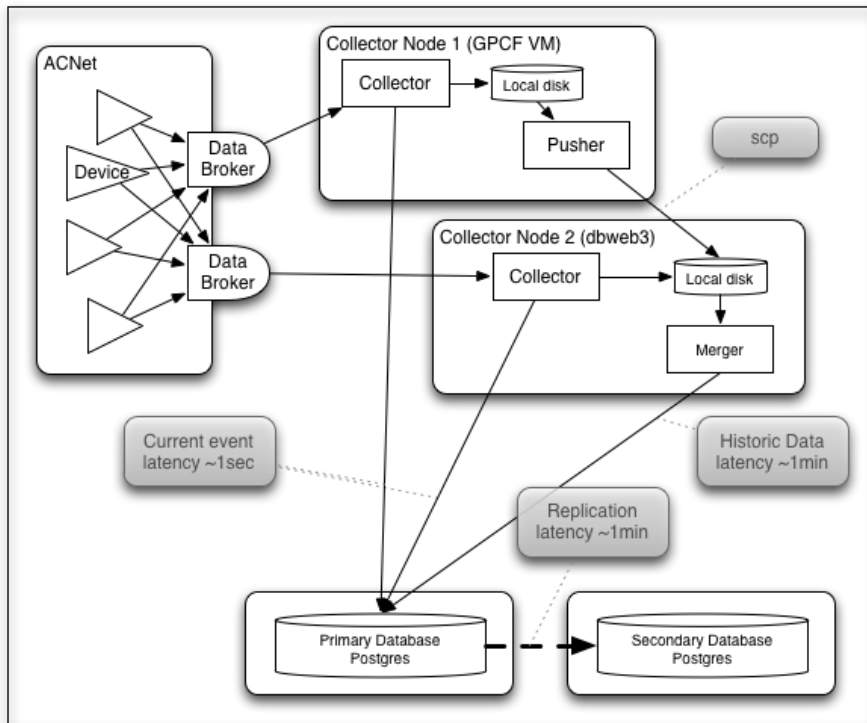 Collector Node 1 (GPCF VM)
ACNet
Collector
Local disk
Data
Broker
Pusher
scp
Device
Collector Node 2 (dbweb3)
Data
Broker
Collector
Local disk
Merger
Current event
latency ~1sec
Historic Data
latency ~1min
Replication
latency ~1min
Primary Database
Postgres
Secondary Database
Postgres